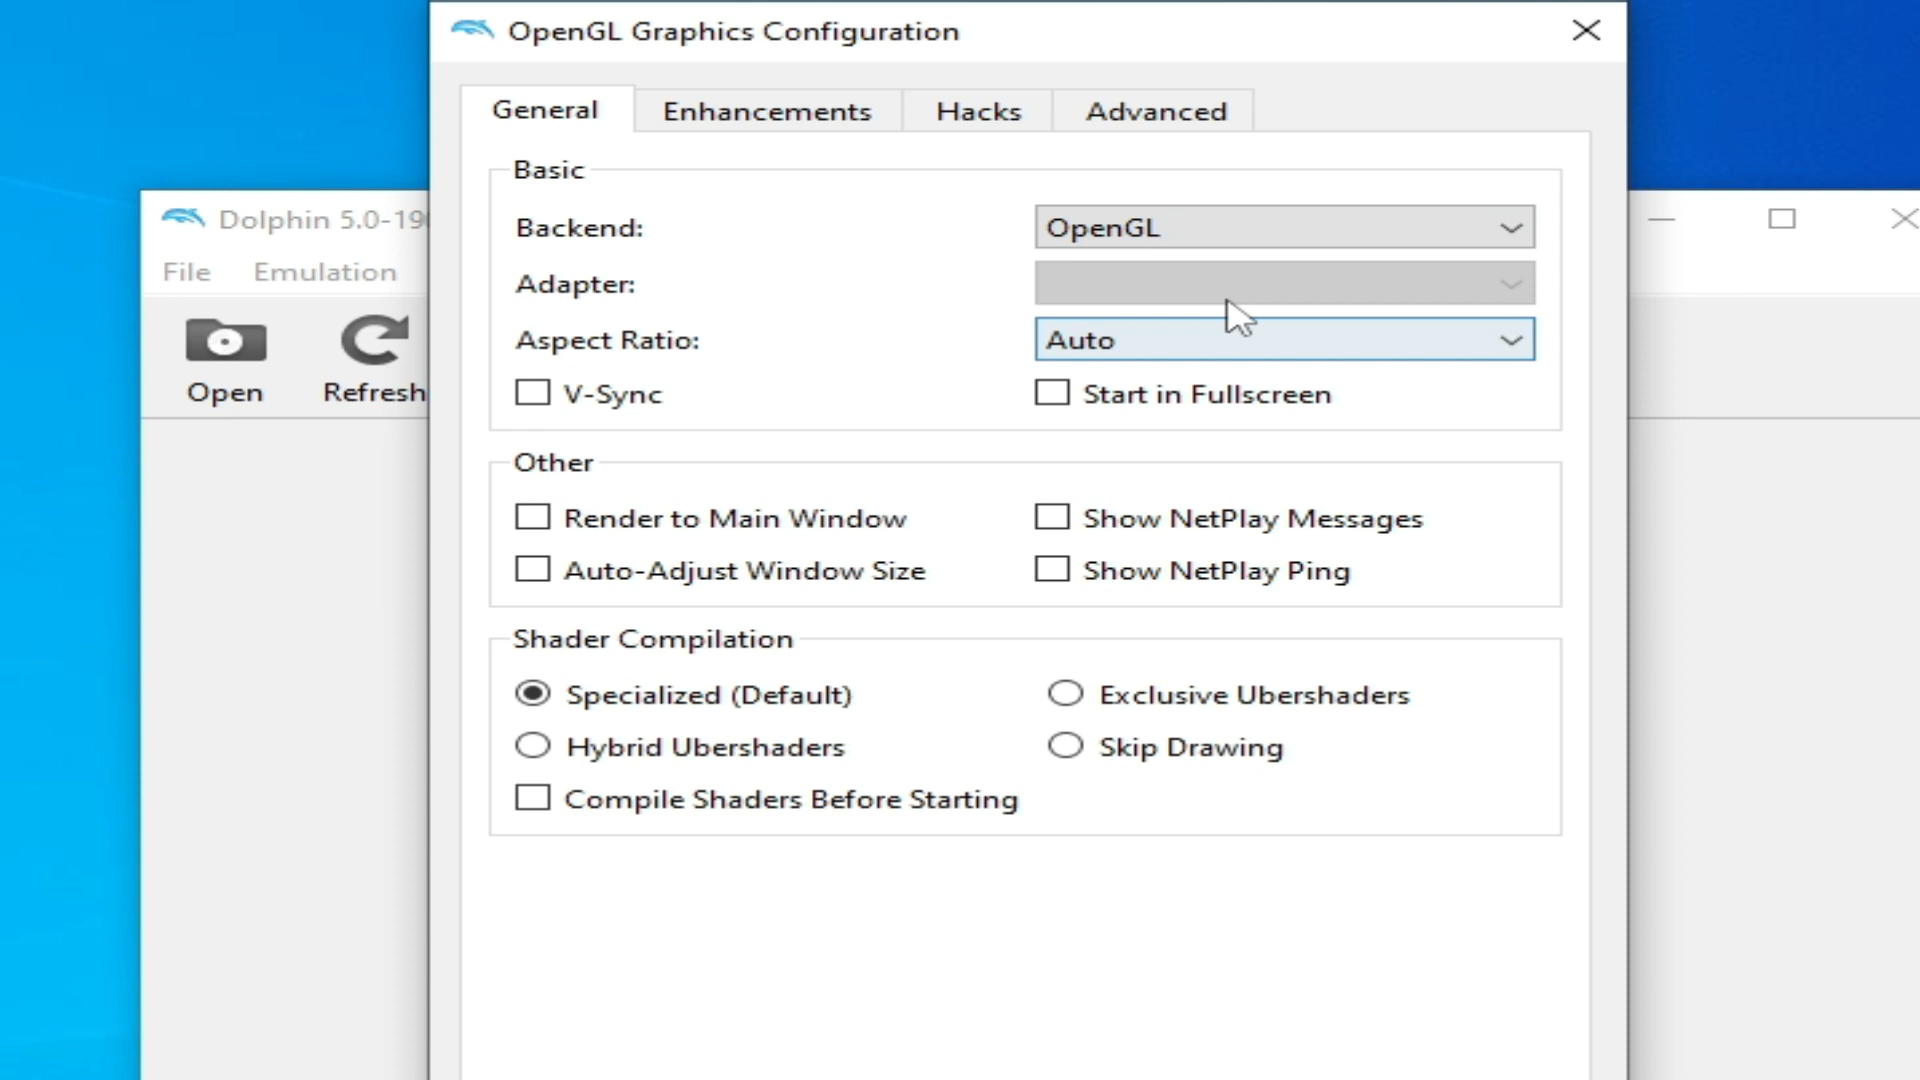 OpenGL Graphics Configuration
General Enhancements Hacks Advanced
Basic
Dolphin 5.0-19
Backend: OpenGL
File Emulation
Adapter:
Aspect Ratio: Auto
Open Refresh
V-Sync Start in Fullscreen
Other
Render to Main Window Show NetPlay Messages
Auto-Adjust Window Size Show NetPlay Ping
Shader Compilation
Specialized (Default) Exclusive Ubershaders
Hybrid Ubershaders Skip Drawing
Compile Shaders Before Starting